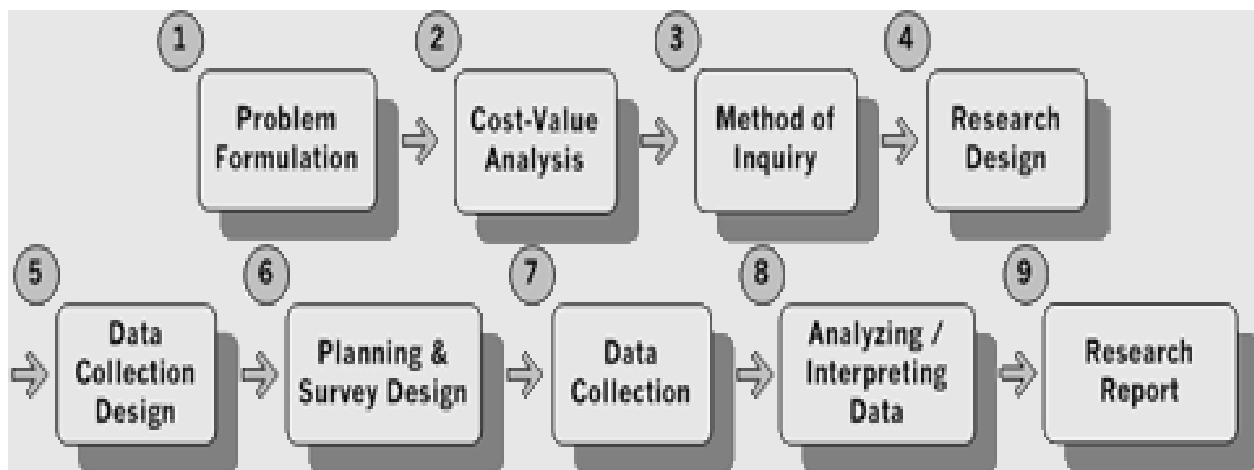 1
Problem
Formulation
2
Cost-Value
Analysis
3
Method of
Inquiry
4
Research
Design
5
Data
Collection
Design
6
Planning &
Survey Design
7
Data
Collection
8
Analyzing /
Interpreting
Data
9
Research
Report